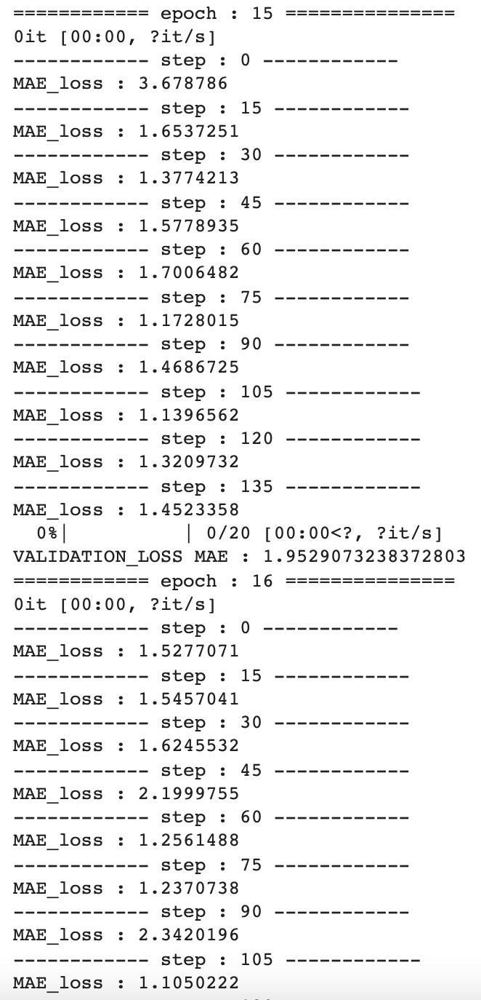 ============ epoch : 15 ===============
0it [00:00, ?it/s]
------------ step : 0 ------------
MAE_loss : 3.678786
------------ step : 15 ------------
MAE_loss : 1.6537251
------------ step : 30 ------------
MAE_loss : 1.3774213
------------ step : 45 ------------
MAE_loss : 1.5778935
------------ step : 60 ------------
MAE_loss : 1.7006482
------------ step : 75 ------------
MAE_loss : 1.1728015
------------ step : 90 ------------
MAE_loss : 1.4686725
------------ step : 105 ------------
MAE_loss : 1.1396562
------------ step : 120 ------------
MAE_loss : 1.3209732
------------ step : 135 ------------
MAE_loss : 1.4523358
  0%|           | 0/20 [00:00<?, ?it/s]
VALIDATION_LOSS MAE : 1.9529073238372803
============ epoch : 16 ===============
0it [00:00, ?it/s]
------------ step : 0 ------------
MAE_loss : 1.5277071
------------ step : 15 ------------
MAE_loss : 1.5457041
------------ step : 30 ------------
MAE_loss : 1.6245532
------------ step : 45 ------------
MAE_loss : 2.1999755
------------ step : 60 ------------
MAE_loss : 1.2561488
------------ step : 75 ------------
MAE_loss : 1.2370738
------------ step : 90 ------------
MAE_loss : 2.3420196
------------ step : 105 ------------
MAE_loss : 1.1050222